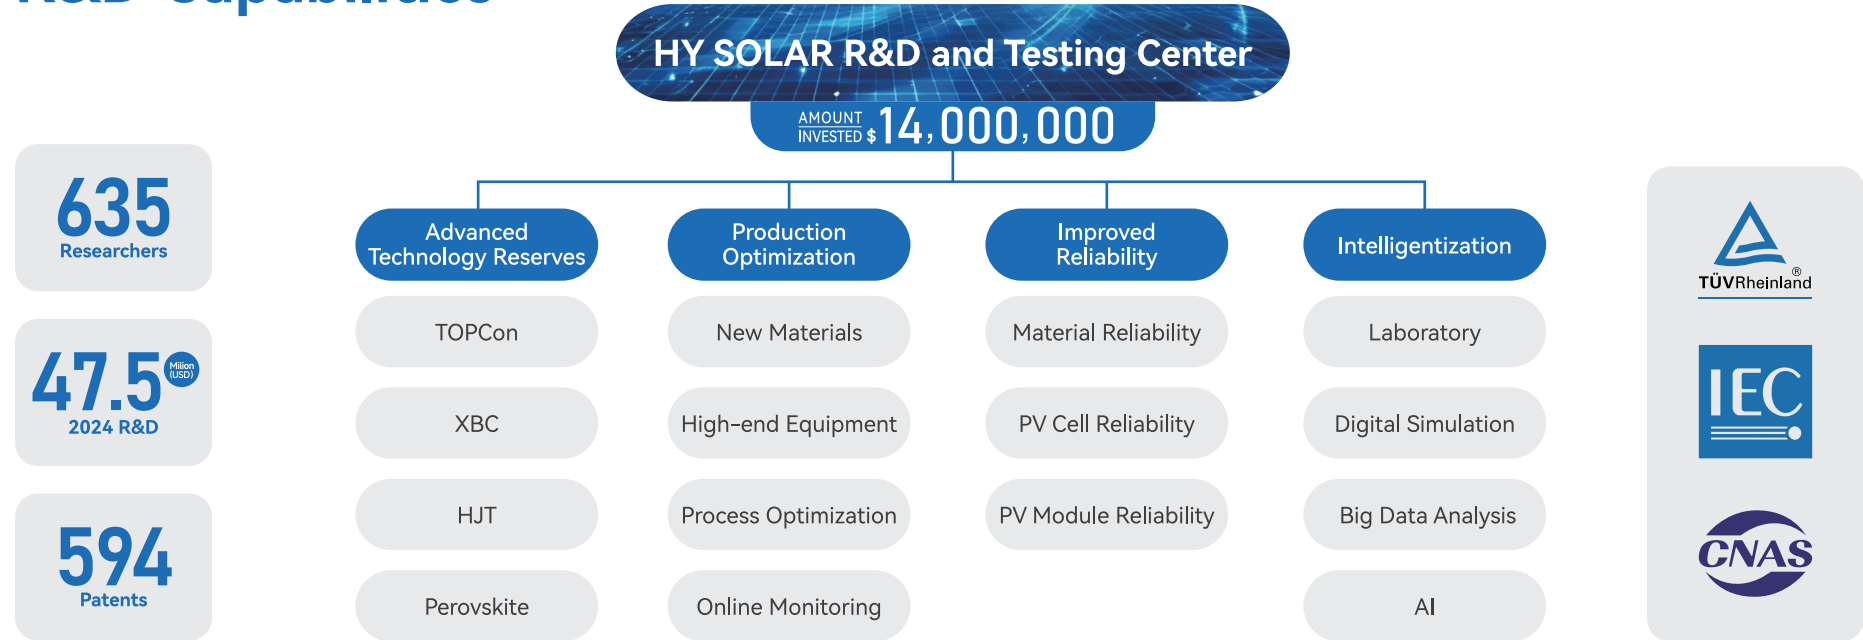 R&D Capabilities
HY SOLAR R&D and Testing Center
AMOUNT
INVESTED $ 14,000,000
635
Researchers
47.5
Milion
(USD)
2024 R&D
594
Patents
Advanced
Technology Reserves
TOPCon
XBC
HJT
Perovskite
Production
Optimization
New Materials
High-end Equipment
Process Optimization
Online Monitoring
Improved
Reliability
Material Reliability
PV Cell Reliability
PV Module Reliability
Intelligentization
Laboratory
Digital Simulation
Big Data Analysis
AI
TÜVRheinland®
IEC
CNAS